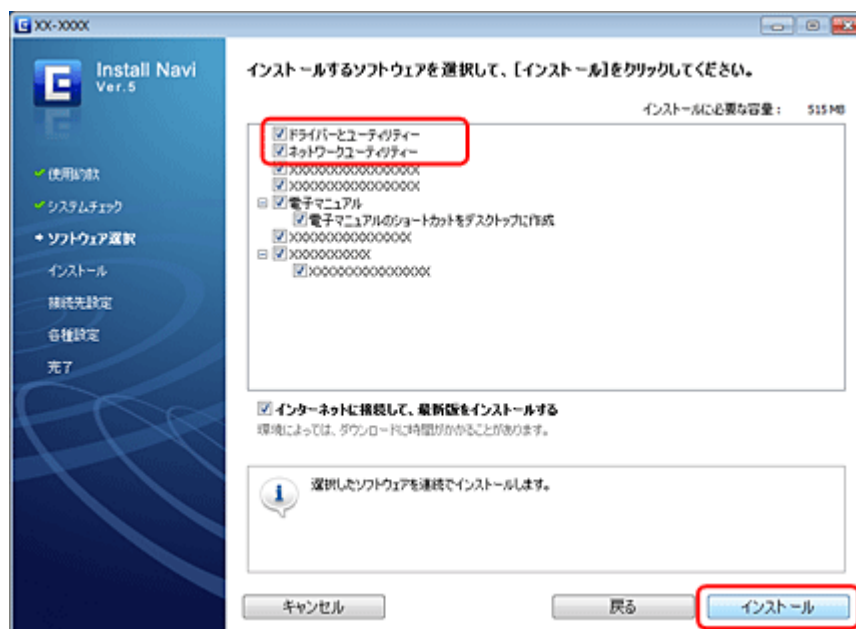 XX-XXXX
Install Navi
Ver.5
使用約款
システムチェック
ソフトウェア選択
インストール
接続先設定
各種設定
完了
インストールするソフトウェアを選択して、[インストール]をクリックしてください。
インストールに必要な容量： 515 MB
ドライバーとユーティリティー
ネットワークユーティリティー
XXXXXXXXXXXXXXXXX
XXXXXXXXXXXXXXXXX
電子マニュアル
電子マニュアルのショートカットをデスクトップに作成
XXXXXXXXXXXXXXXX
XXXXXXXXXXX
XXXXXXXXXXXXXXXX
インターネットに接続して、最新版をインストールする
環境によっては、ダウンロードに時間がかかることがあります。
選択したソフトウェアを連続でインストールします。
キャンセル
戻る
インストール